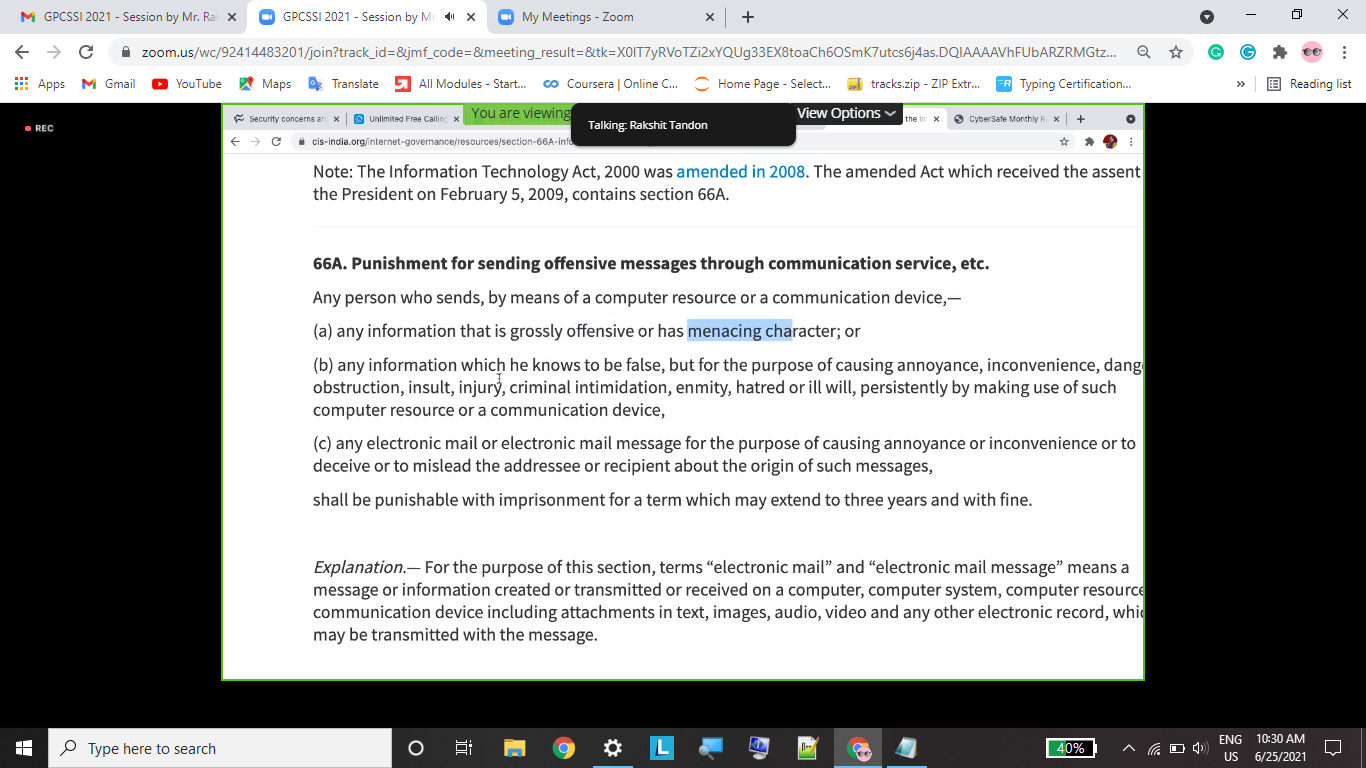 GPCSSI 2021 - Session by Mr. Ra
GPCSSI 2021 - Session by Mr
My Meetings - Zoom
zoom.us/wc/92414483201/join?track_id=&jmf_code=&meeting_result=&tk=X0IT7yRVoTZi2xYQUg33EX8toaCh6OSmK7utcs6j4as.DQIAAAAVhFUbARZRMGtz...
Apps
Gmail
YouTube
Maps
Translate
All Modules - Start...
Coursera | Online C...
Home Page - Select...
tracks.zip - ZIP Extr...
Typing Certification...
»
Reading list
REC
You are viewing
Talking: Rakshit Tandon
View Options
Security concerns an
Unlimited Free Calling
the In
CyberSafe Monthly R
cis-india.org/internet-governance/resources/section-66A-info
Note: The Information Technology Act, 2000 was amended in 2008. The amended Act which received the assent
the President on February 5, 2009, contains section 66A.
66A. Punishment for sending offensive messages through communication service, etc.
Any person who sends, by means of a computer resource or a communication device,—
(a) any information that is grossly offensive or has menacing character; or
(b) any information which he knows to be false, but for the purpose of causing annoyance, inconvenience, dang
obstruction, insult, injury, criminal intimidation, enmity, hatred or ill will, persistently by making use of such
computer resource or a communication device,
(c) any electronic mail or electronic mail message for the purpose of causing annoyance or inconvenience or to
deceive or to mislead the addressee or recipient about the origin of such messages,
shall be punishable with imprisonment for a term which may extend to three years and with fine.
Explanation.— For the purpose of this section, terms “electronic mail” and “electronic mail message” means a
message or information created or transmitted or received on a computer, computer system, computer resource
communication device including attachments in text, images, audio, video and any other electronic record, whic
may be transmitted with the message.
Type here to search
L
40%
ENG
US
10:30 AM
6/25/2021